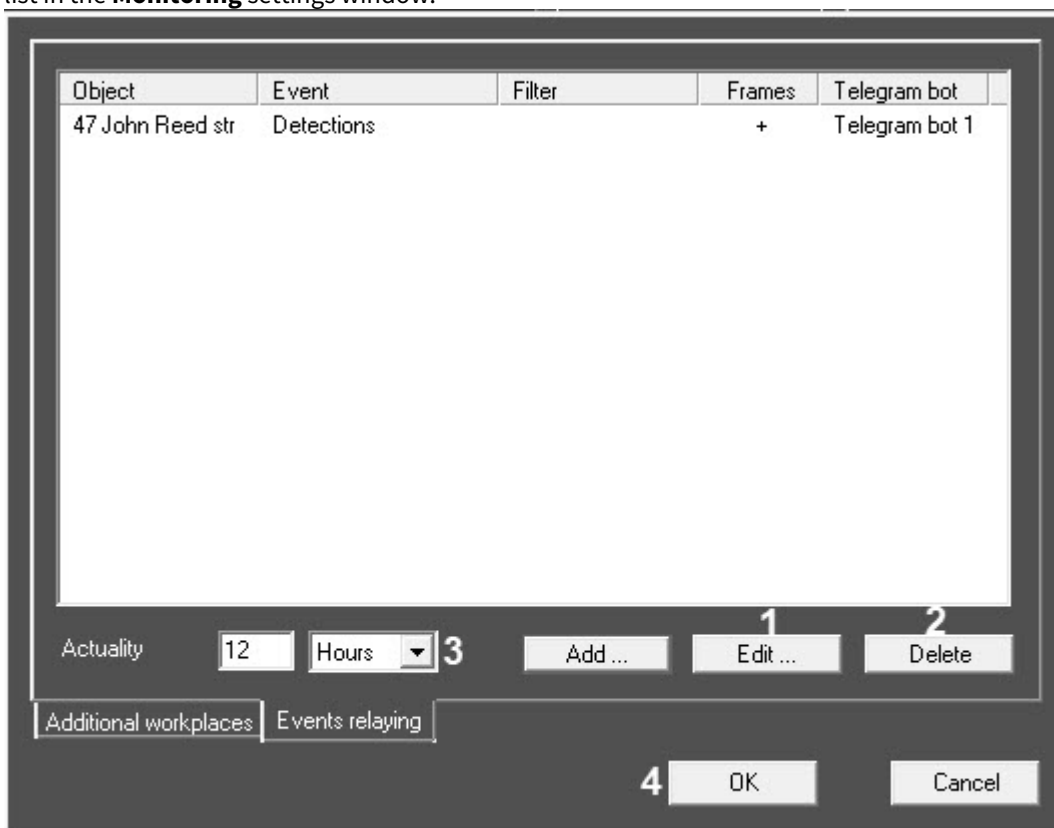 list in the Monitoring settings window.
Object Event Filter Frames Telegram bot
47 John Reed str Detections + Telegram bot 1
1 2
Actuality 12 Hours 3 Add ... Edit ... Delete
Additional workplaces Events relaying
4 OK Cancel